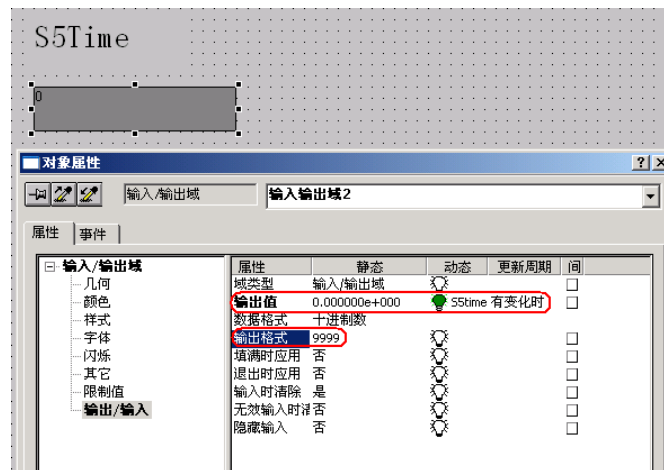 S5Time
0
对象属性
输入/输出域 输入输出域2
属性 事件
输入/输出域
几何
颜色
样式
字体
闪烁
其它
限制值
输出/输入
属性 静态 动态 更新周期 间
域类型 输入/输出域
输出值 0.000000e+000 S5time 有变化时
数据格式 十进制数
输出格式 9999
填满时应用 否
退出时应用 否
输入时清除 是
无效输入时清 否
隐藏输入 否